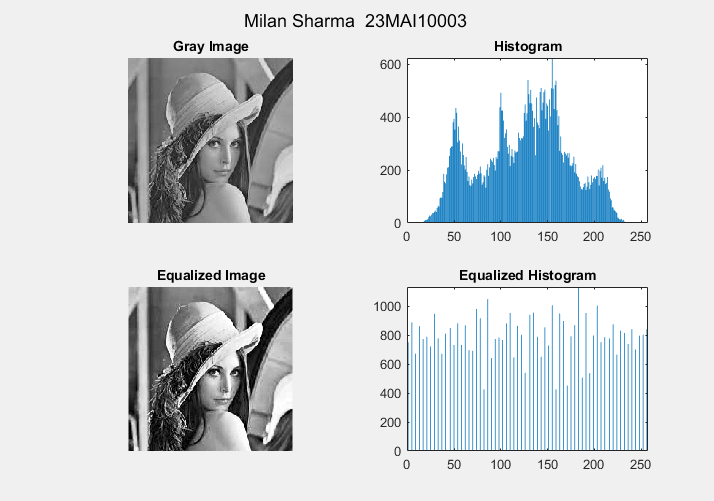 Milan Sharma 23MAI10003
Gray Image
Histogram
600
400
200
0
0 50 100 150 200 250
Equalized Image
Equalized Histogram
1000
800
600
400
200
0
0 50 100 150 200 250